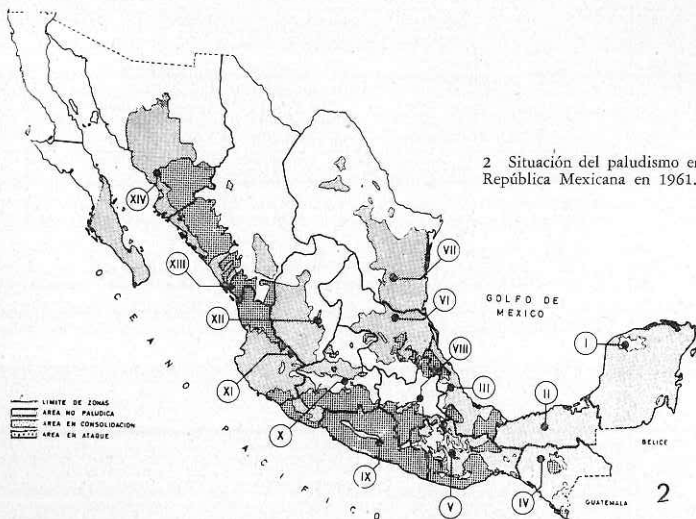 2 Situación del paludismo en
República Mexicana en 1961.
XIV
VII
XIII
GOLFO DE
MEXICO
VI
XII
I
VIII
OCEANO
XI
III
II
LIMITE DE ZONAS
AREA NO PALUDICA
AREA EN CONSOLIDACION
AREA EN ATAQUE
X
BELICE
PACIFICO
IX
V
IV
GUATEMALA
2